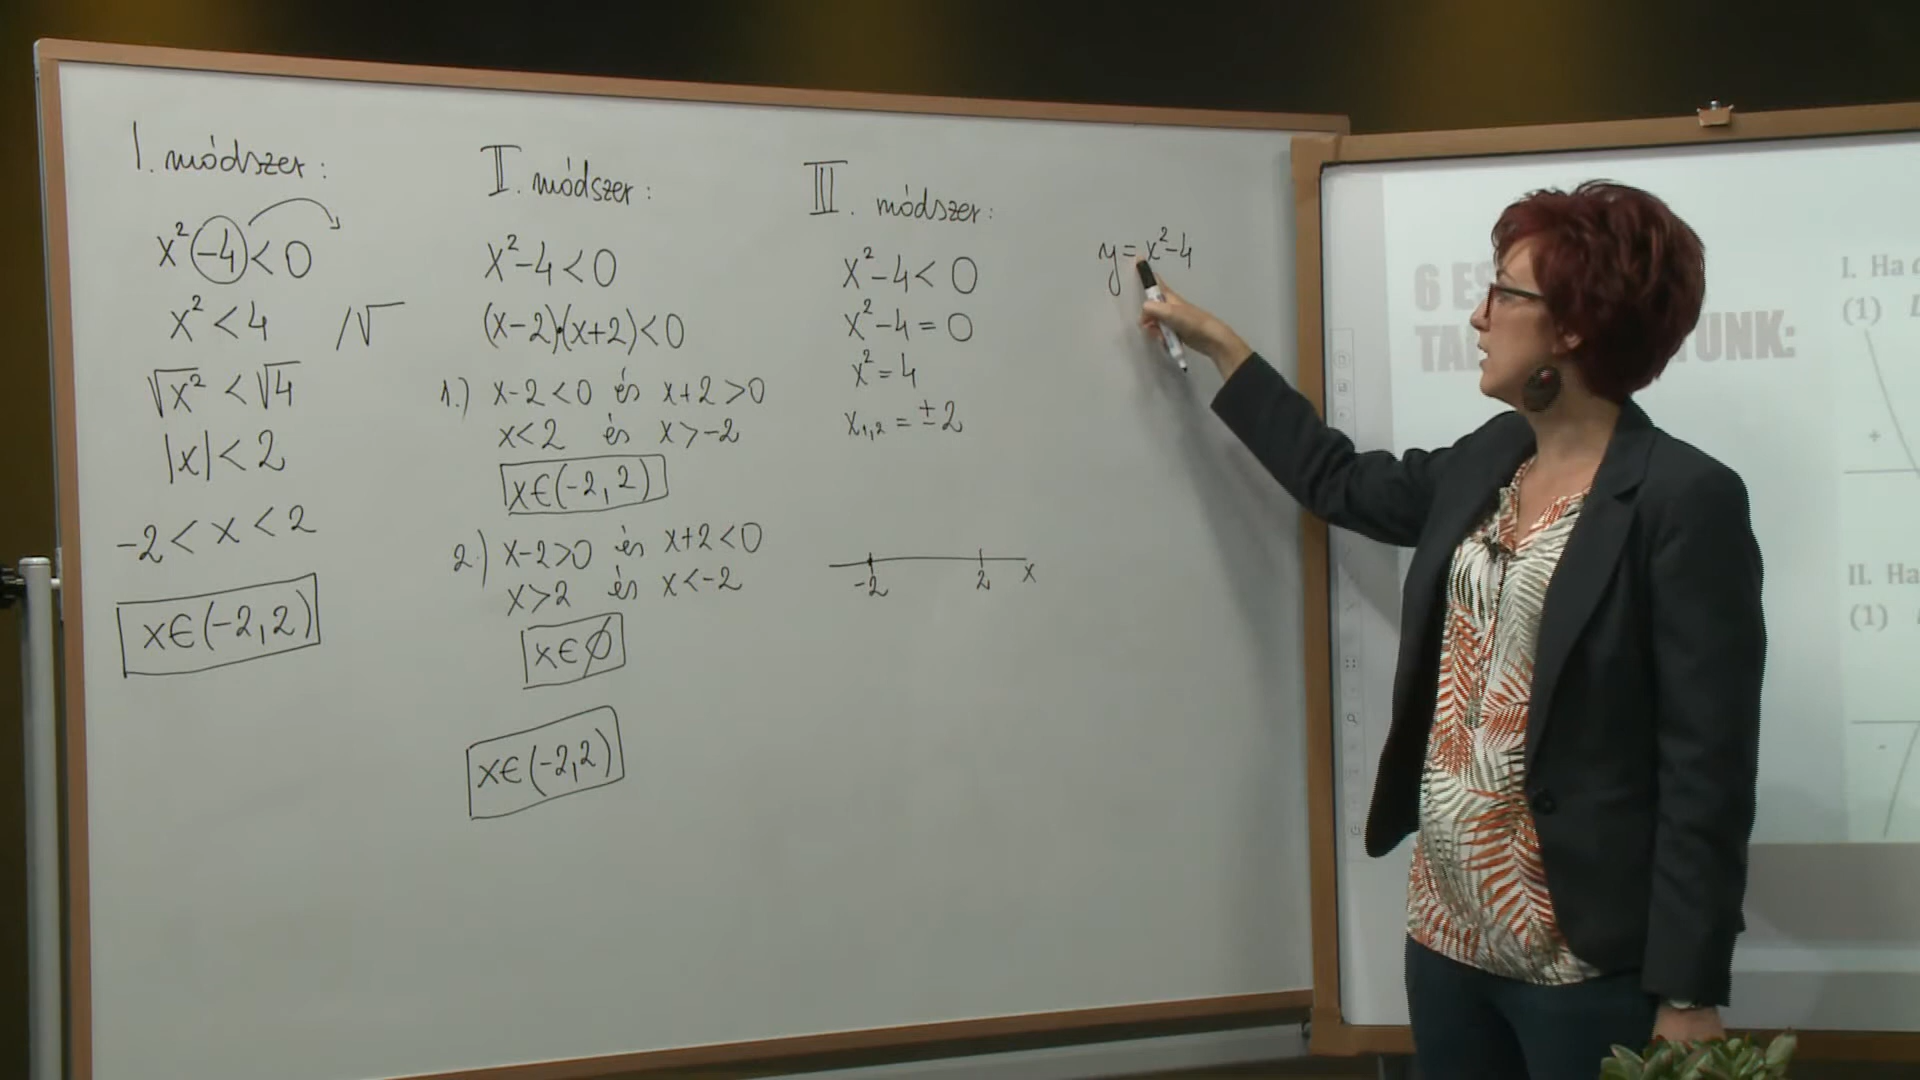 I. módszer:
x²-4<0
x²<4 /√
√x² < √4
|x|<2
-2<x<2
x∈(-2,2)
II. módszer:
x²-4<0
(x-2)·(x+2)<0
1.) x-2<0 és x+2>0
x<2 és x>-2
x∈(-2,2)
2.) x-2>0 és x+2<0
x>2 és x<-2
x∈∅
x∈(-2,2)
III. módszer:
x²-4<0
x²-4=0
x²=4
x₁,₂=±2
-2 2 x
y=x²-4
6
I. Ha
(1)
+
II. Ha
(1)
-